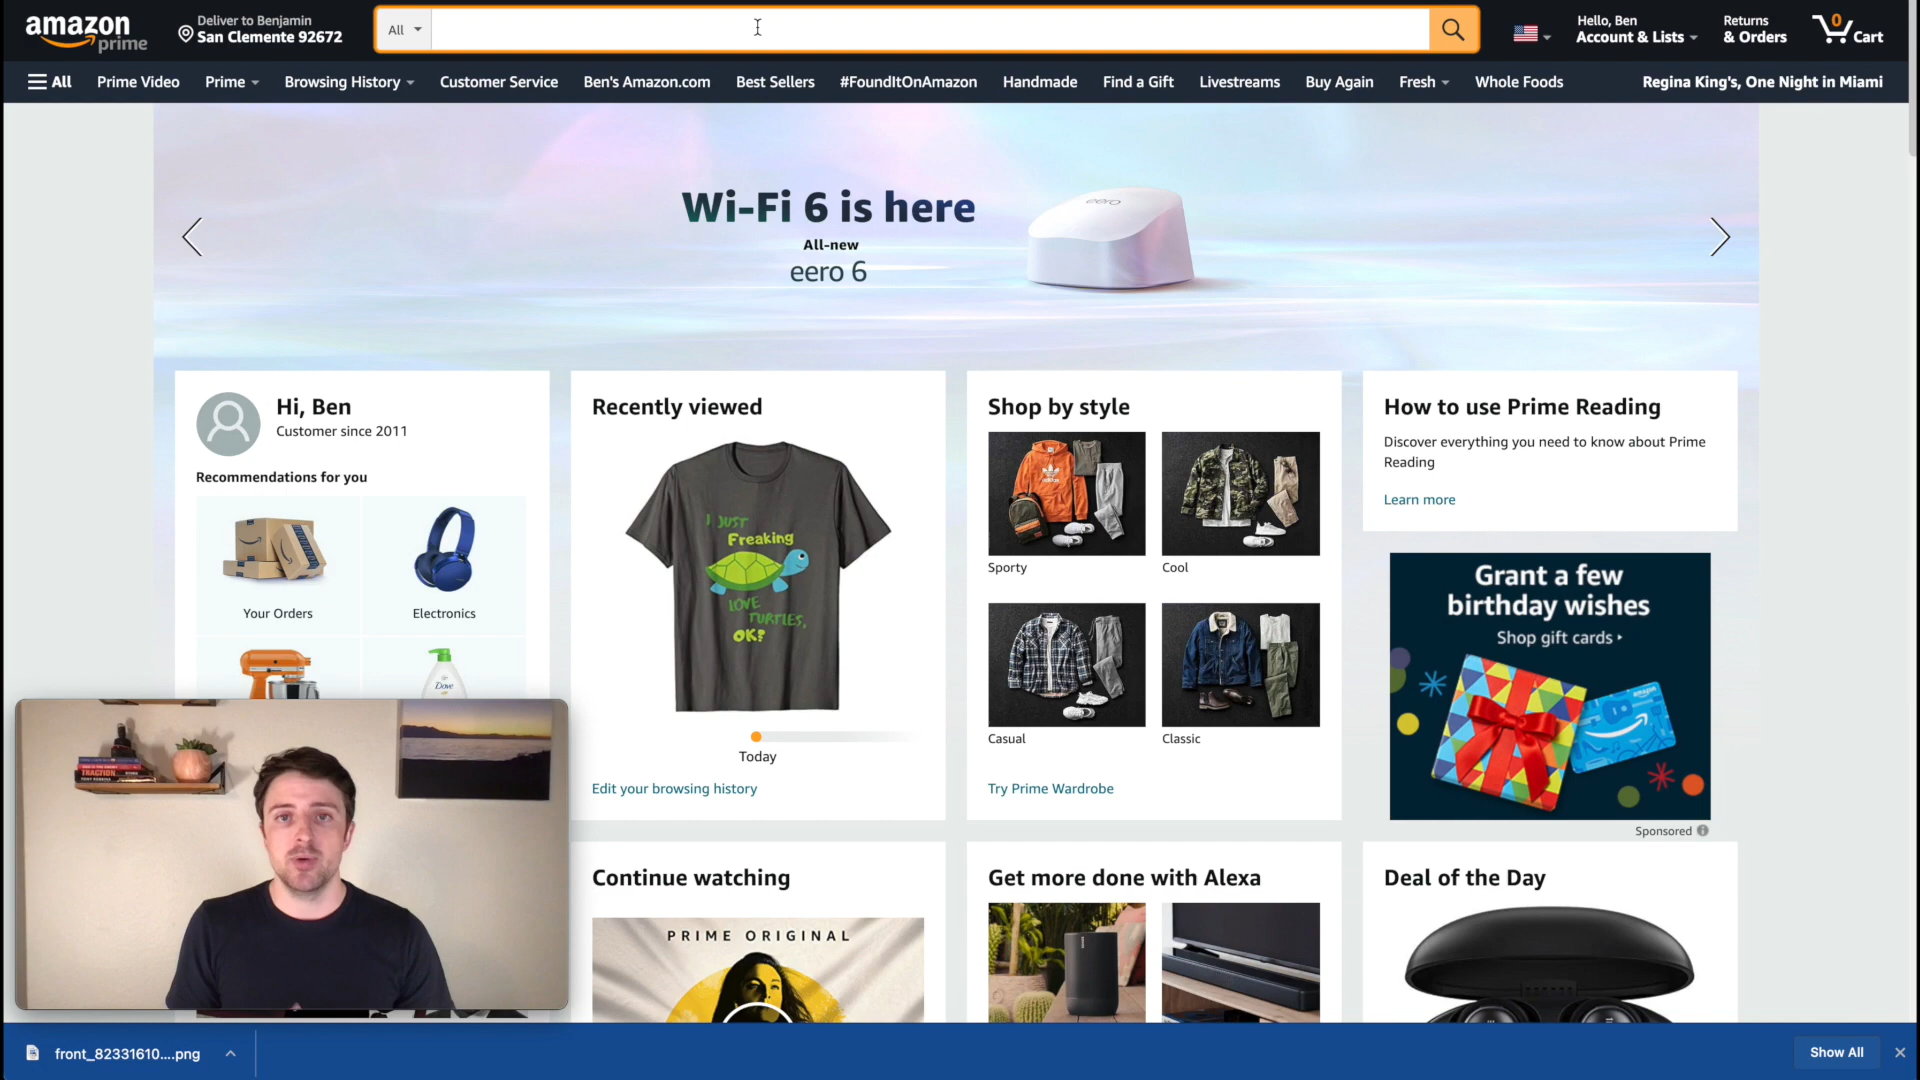 amazon
prime
Deliver to Benjamin
San Clemente 92672
All
Hello, Ben
Account & Lists
Returns
& Orders
0
Cart
All
Prime Video
Prime
Browsing History
Customer Service
Ben's Amazon.com
Best Sellers
#FoundItOnAmazon
Handmade
Find a Gift
Livestreams
Buy Again
Fresh
Whole Foods
Regina King's, One Night in Miami
Wi-Fi 6 is here
All-new
eero 6
eero
Hi, Ben
Customer since 2011
Recommendations for you
Your Orders
Electronics
Dove
Recently viewed
I JUST
Freaking
LOVE
TURTLES,
OK?
Today
Edit your browsing history
Shop by style
Sporty
Cool
Casual
Classic
Try Prime Wardrobe
How to use Prime Reading
Discover everything you need to know about Prime
Reading
Learn more
Grant a few
birthday wishes
Shop gift cards
amazon
Sponsored
TRACTION
Continue watching
PRIME ORIGINAL
Get more done with Alexa
Deal of the Day
front_82331610....png
Show All